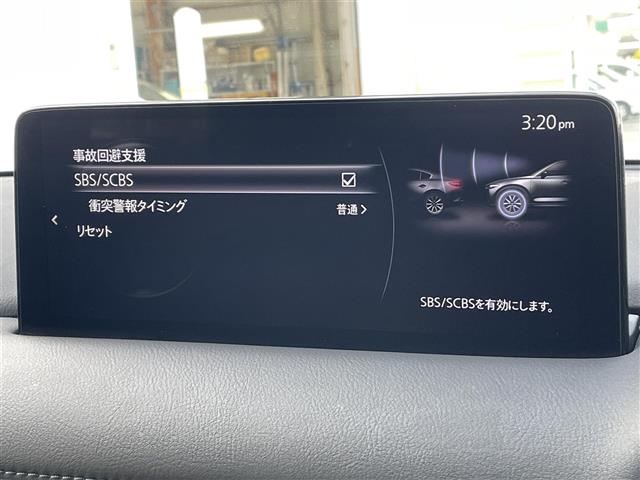 3:20pm
事故回避支援
SBS/SCBS
衝突警報タイミング 普通
リセット
SBS/SCBSを有効にします。